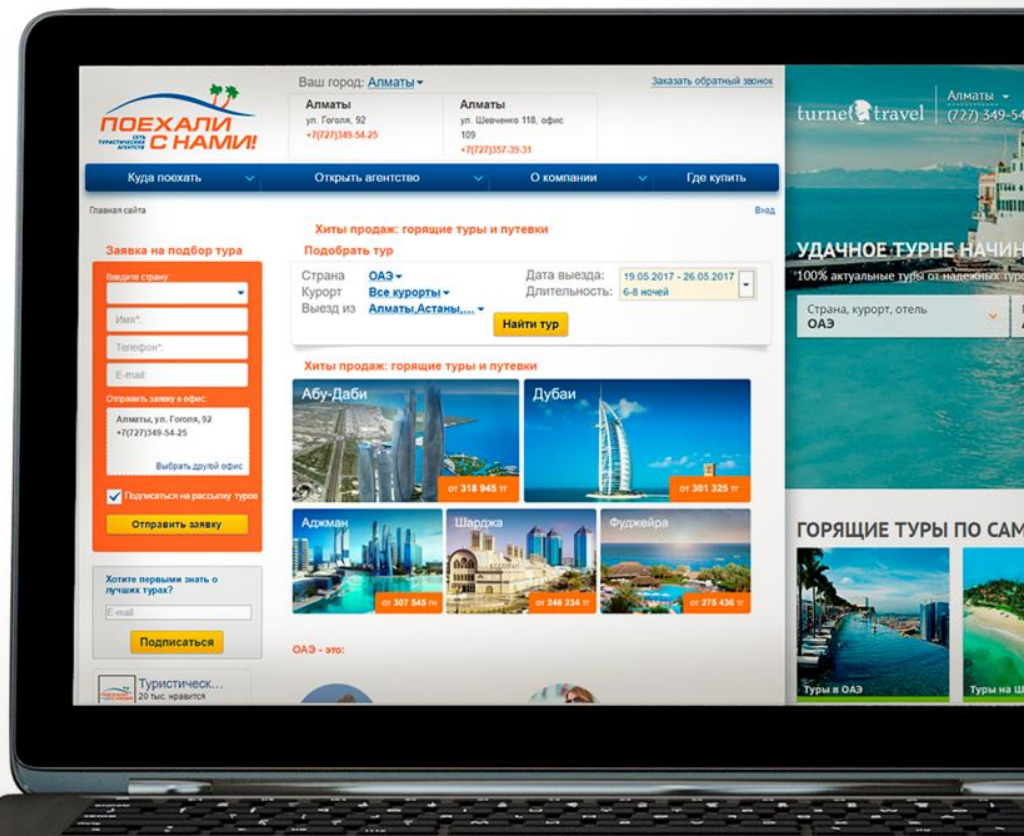 ПОЕХАЛИ
СЕТЬ
ТУРИСТИЧЕСКИХ
АГЕНТСТВ
С НАМИ!
Ваш город: Алматы
Заказать обратный звонок
Алматы
ул. Гоголя, 92
+7(727)349-54-25
Алматы
ул. Шевченко 118, офис
109
+7(727)357-39-31
Куда поехать
Открыть агентство
О компании
Где купить
Главная сайта
Вход
Заявка на подбор тура
Введите страну:
Имя*:
Телефон*:
E-mail:
Отправить заявку в офис:
Алматы, ул. Гоголя, 92
+7(727)349-54-25
Выбрать другой офис
Подписаться на рассылку туров
Отправить заявку
Хотите первыми знать о
лучших турах?
E-mail
Подписаться
Туристическ...
20 тыс. нравится
Хиты продаж: горящие туры и путевки
Подобрать тур
Страна ОАЭ
Курорт Все курорты
Выезд из Алматы,Астаны,...
Дата выезда: 19.05.2017 - 26.05.2017
Длительность: 6-8 ночей
Найти тур
Хиты продаж: горящие туры и путевки
Абу-Даби
от 318 945 тг
Дубаи
от 301 325 тг
Аджман
от 307 545 тг
Шарджа
от 246 234 тг
Фуджейра
от 275 436 тг
ОАЭ - это:
turne travel
Алматы
(727) 349-54
УДАЧНОЕ ТУРНЕ НАЧИН
100% актуальные туры от надежных тур
Страна, курорт, отель
ОАЭ
ГОРЯЩИЕ ТУРЫ ПО САМ
Туры в ОАЭ
Туры на Ш